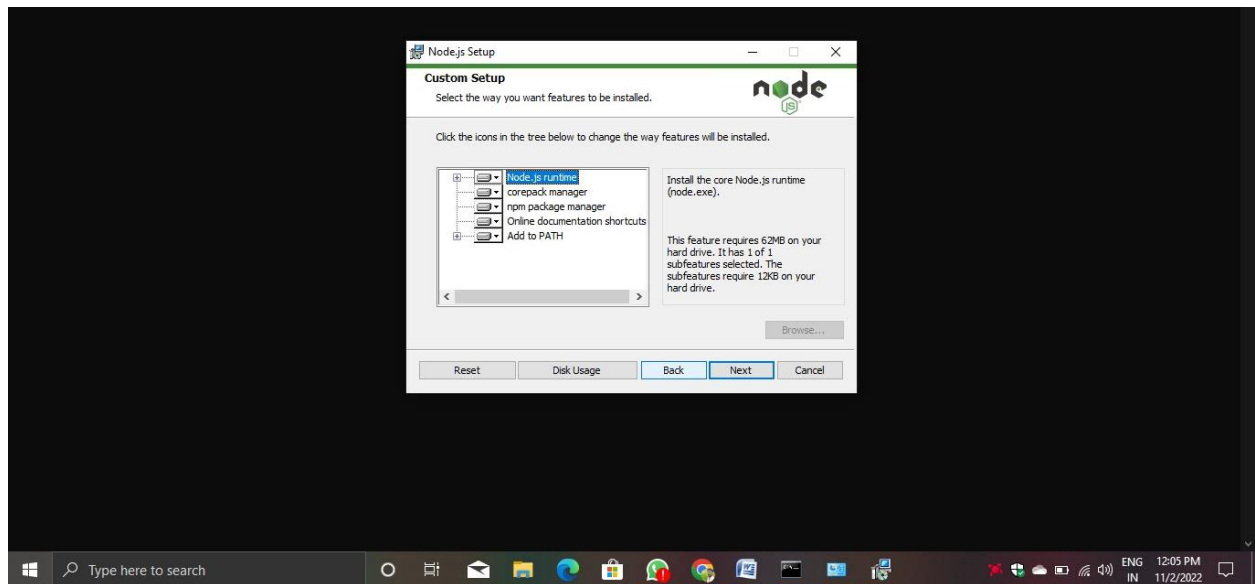 Node.js Setup
Custom Setup
Select the way you want features to be installed.
node
JS
Click the icons in the tree below to change the way features will be installed.
Node.js runtime
corepack manager
npm package manager
Online documentation shortcuts
Add to PATH
Install the core Node.js runtime
(node.exe).
This feature requires 62MB on your
hard drive. It has 1 of 1
subfeatures selected. The
subfeatures require 12KB on your
hard drive.
Browse...
Reset Disk Usage Back Next Cancel
Type here to search
ENG
IN
12:05 PM
11/2/2022